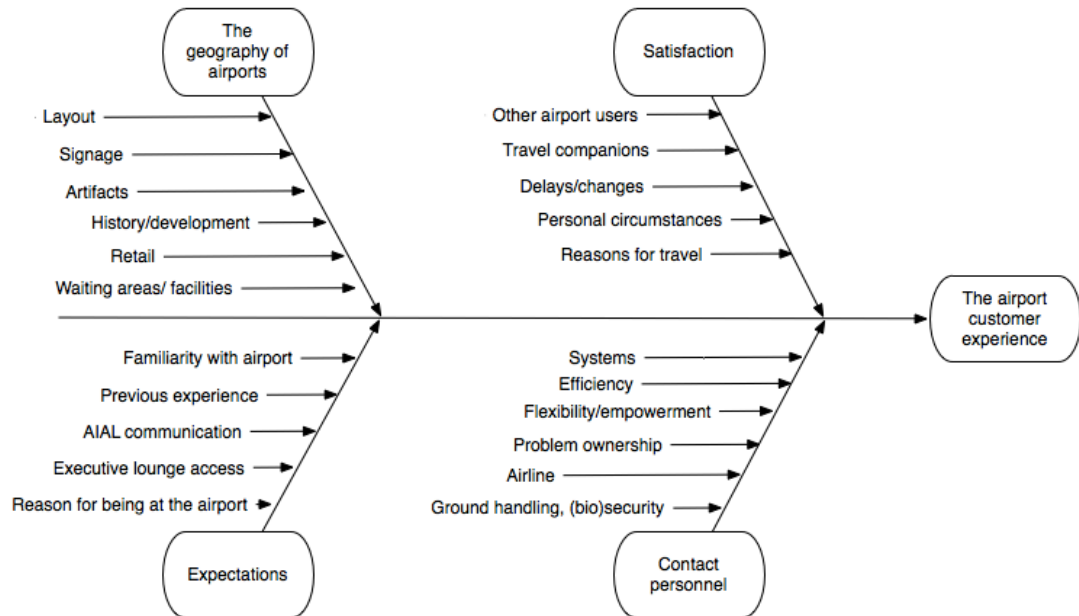 The
geography of
airports
Satisfaction
Layout
Signage
Artifacts
History/development
Retail
Waiting areas/ facilities
Other airport users
Travel companions
Delays/changes
Personal circumstances
Reasons for travel
The airport
customer
experience
Familiarity with airport
Previous experience
AIAL communication
Executive lounge access
Reason for being at the airport
Systems
Efficiency
Flexibility/empowerment
Problem ownership
Airline
Ground handling, (bio)security
Expectations
Contact
personnel